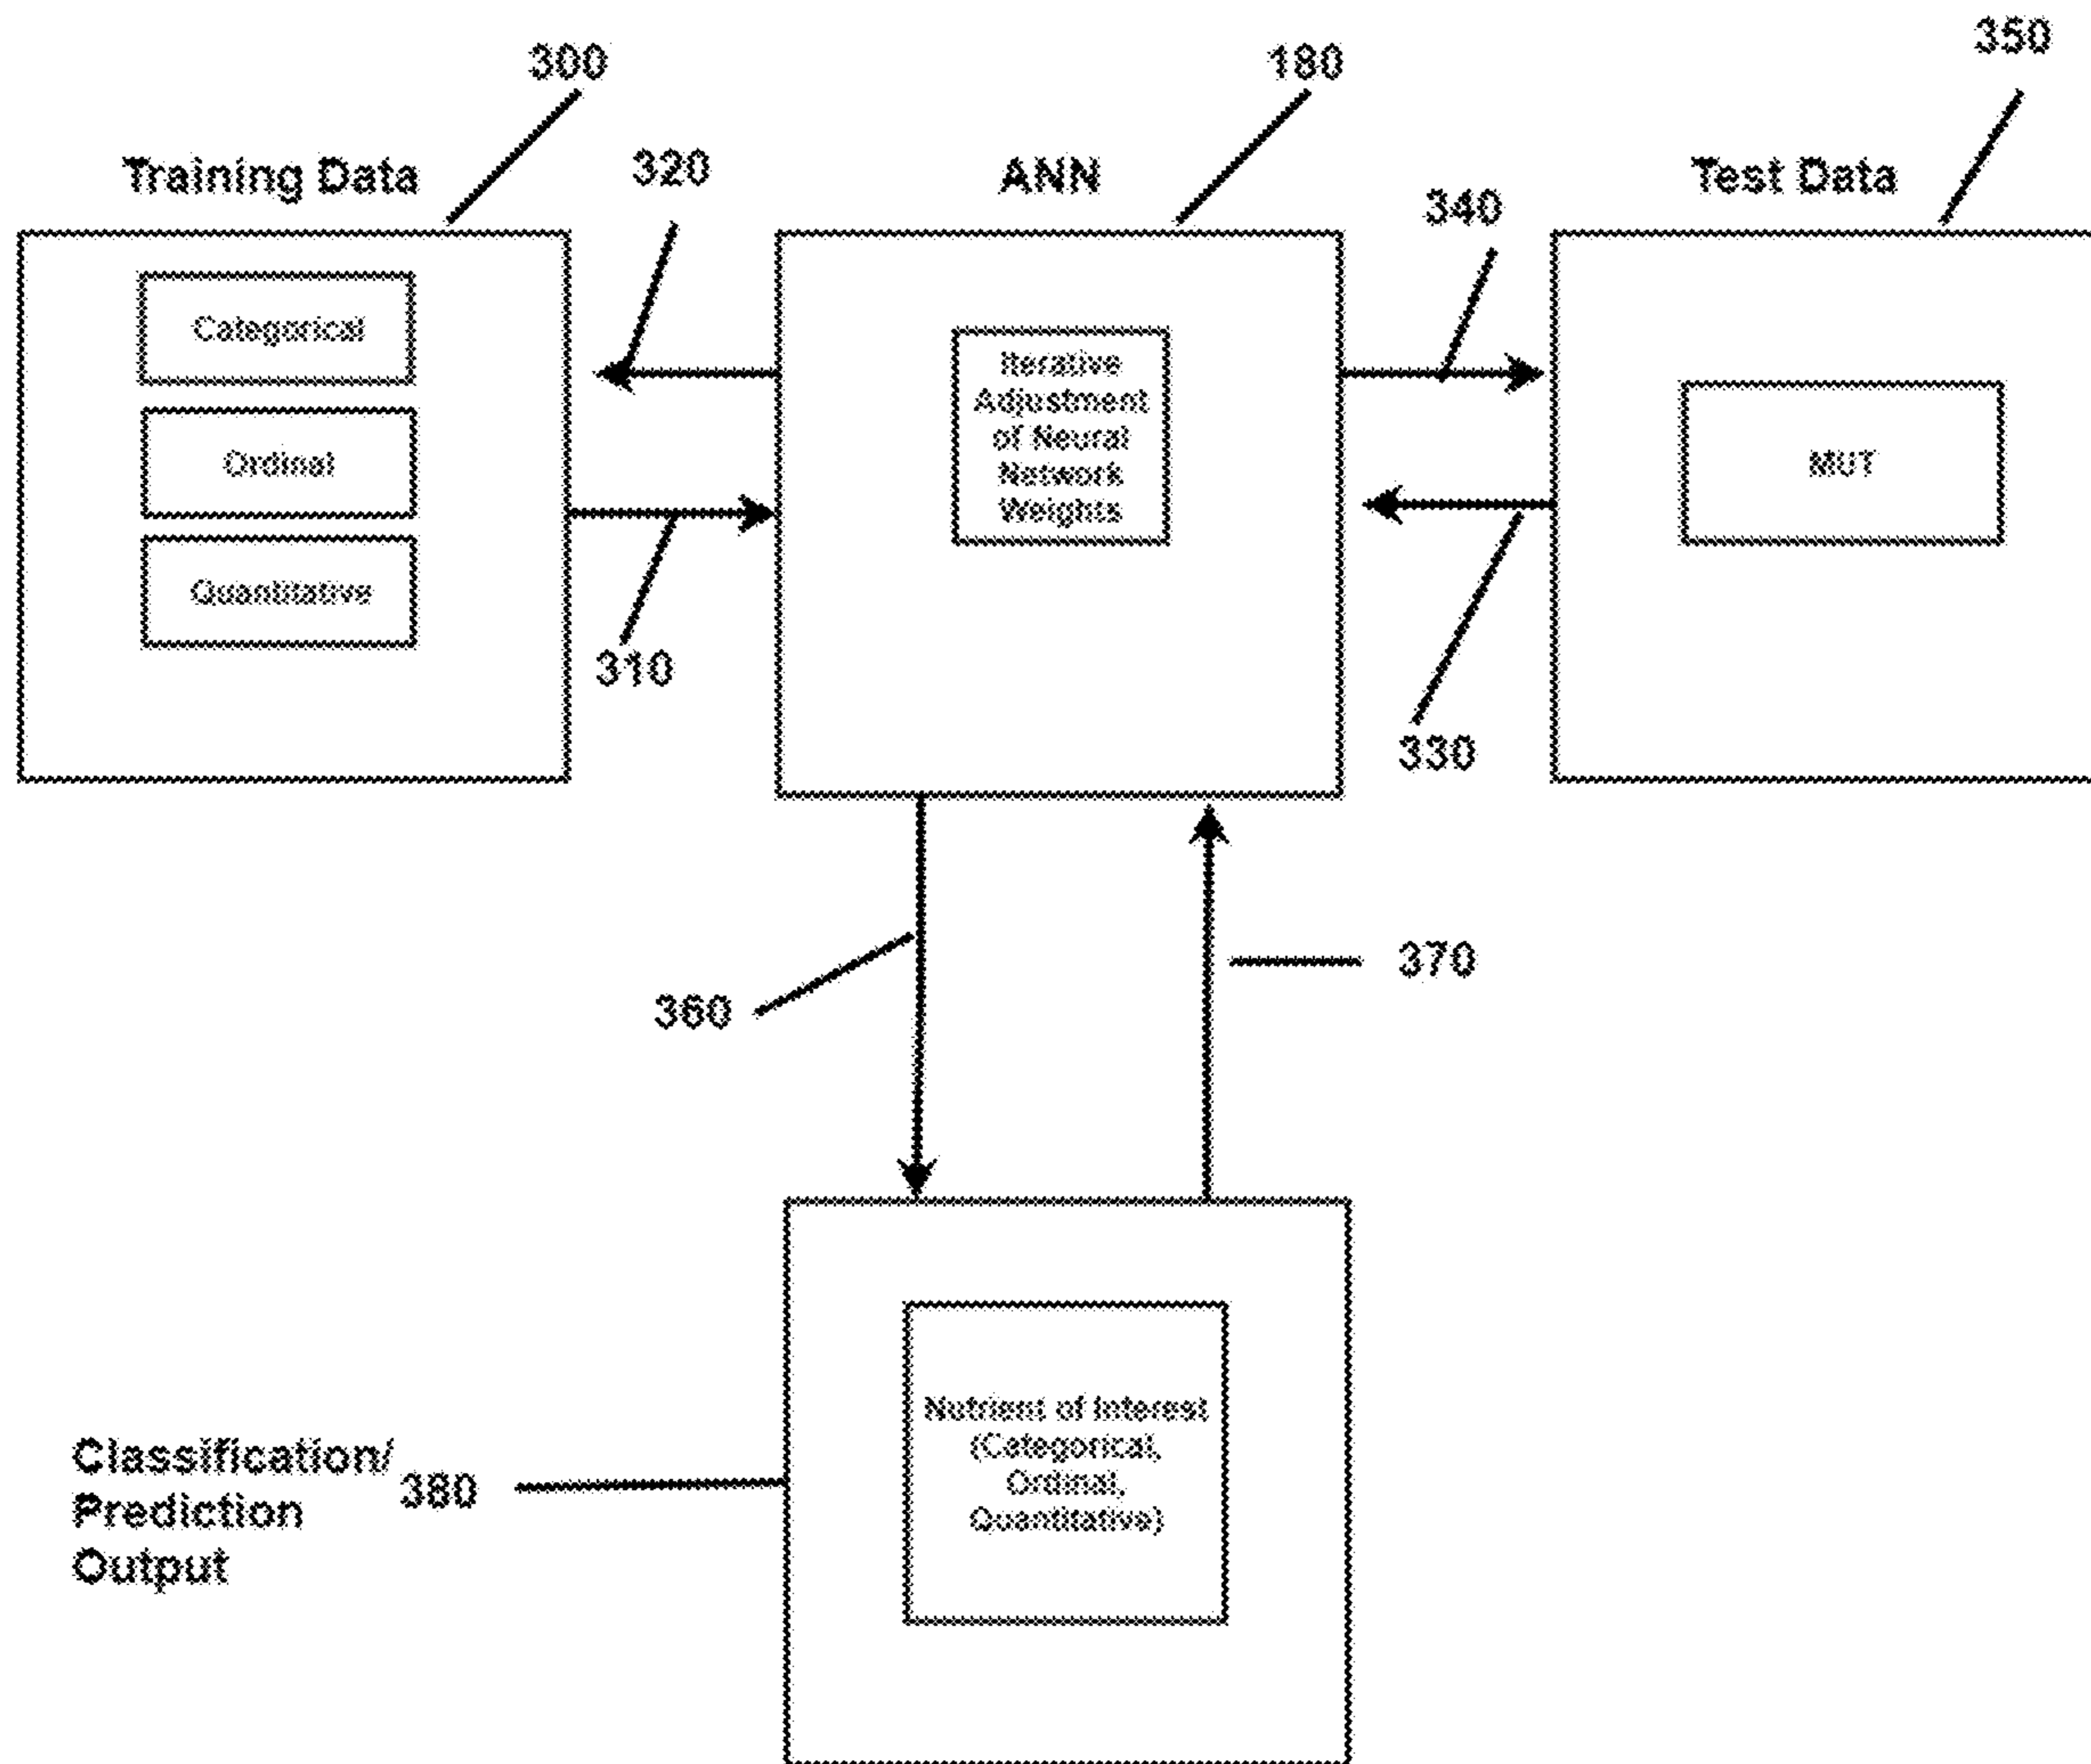 300
180
350
Training Data
320
ANN
Test Data
340
Categorical
Ordinal
Quantitative
310
Iterative
Adjustment
of Neural
Network
Weights
MUT
330
360
370
Classification/
Prediction
Output
380
Nutrient of Interest
(Categorical,
Ordinal,
Quantitative)